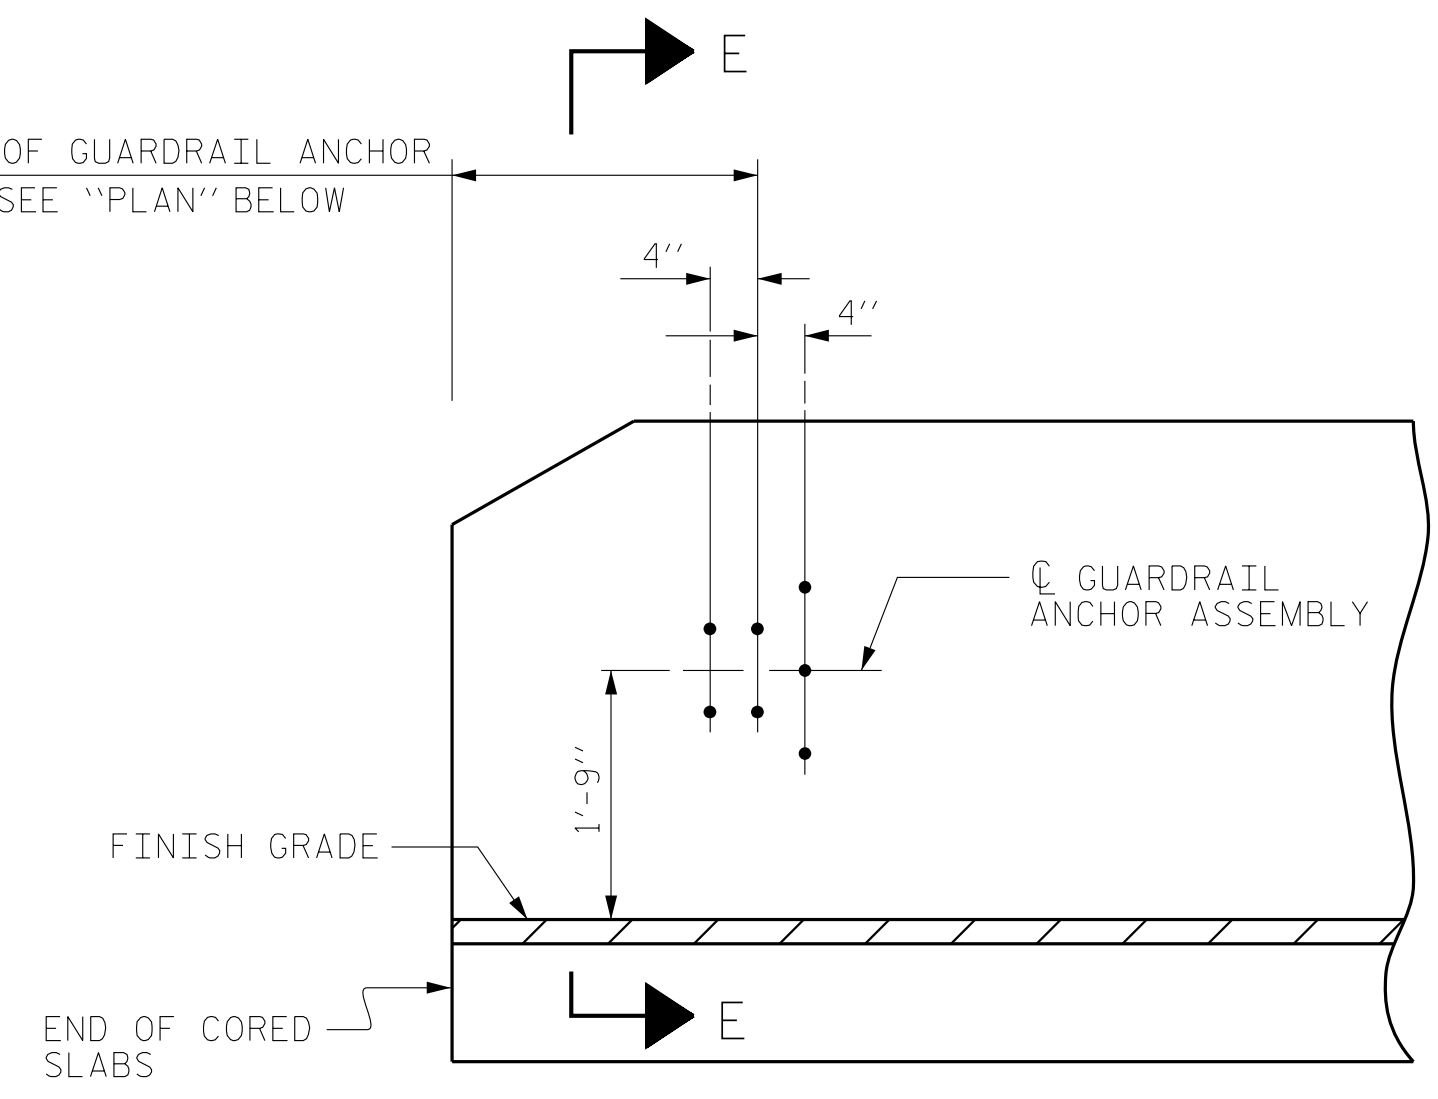 E
OF GUARDRAIL ANCHOR
SEE ‵‵PLAN′′ BELOW
4′′
4′′
℄ GUARDRAIL
ANCHOR ASSEMBLY
1′-9′′
FINISH GRADE
E
END OF CORED
SLABS